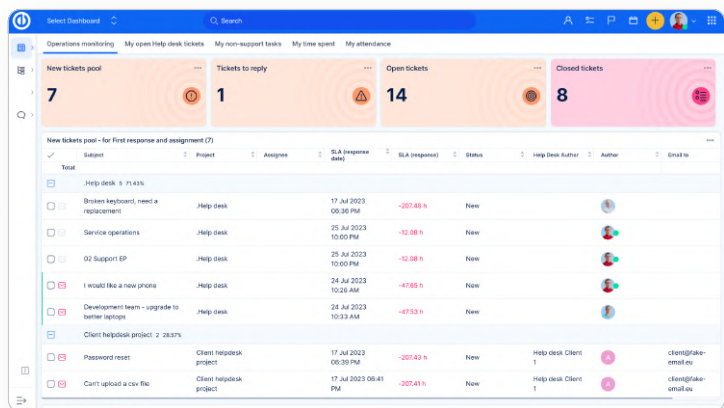 Select Dashboard
Search
Operations monitoring My open Help desk tickets My non-support tasks My time spent My attendance
New tickets pool ... Tickets to reply ... Open tickets ... Closed tickets ...
7 1 14 8
New tickets pool - for First response and assignment (7) ...
Subject Project Assignee SLA (response date) SLA (response) Status Help Desk Author Author Email to
Total
.Help desk 5 71.43%
Broken keyboard, need a replacement .Help desk 17 Jul 2023 06:36 PM -207.48 h New
Service operations .Help desk 25 Jul 2023 10:00 PM -12.08 h New
02 Support EP .Help desk 25 Jul 2023 10:00 PM -12.08 h New
I would like a new phone .Help desk 24 Jul 2023 10:26 AM -47.65 h New
Development team - upgrade to better laptops .Help desk 24 Jul 2023 10:33 AM -47.53 h New
Client helpdesk project 2 28.57%
Password reset Client helpdesk project 17 Jul 2023 06:39 PM -207.43 h New Help desk Client 1 A client@fake-email.eu
Can't upload a csv file Client helpdesk project 17 Jul 2023 06:41 PM -207.41 h New Help desk Client 1 A client@fake-email.eu